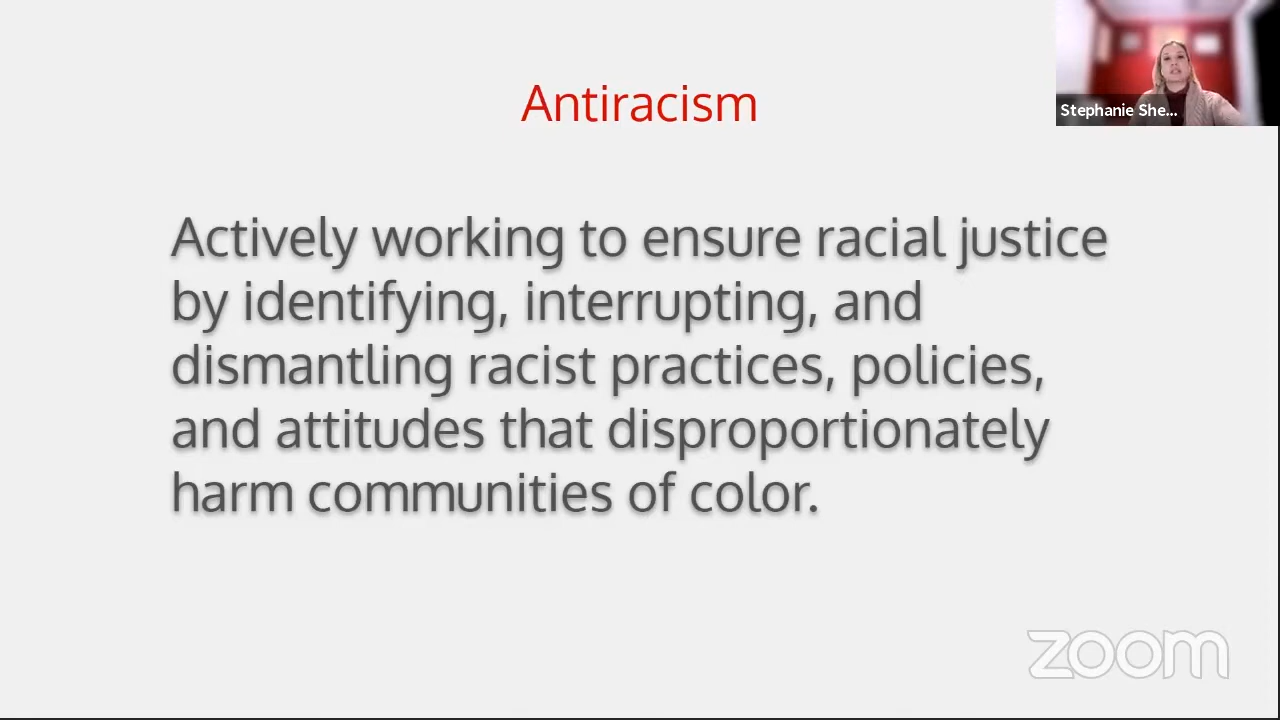 Antiracism
Stephanie She...
Actively working to ensure racial justice
by identifying, interrupting, and
dismantling racist practices, policies,
and attitudes that disproportionately
harm communities of color.
zoom